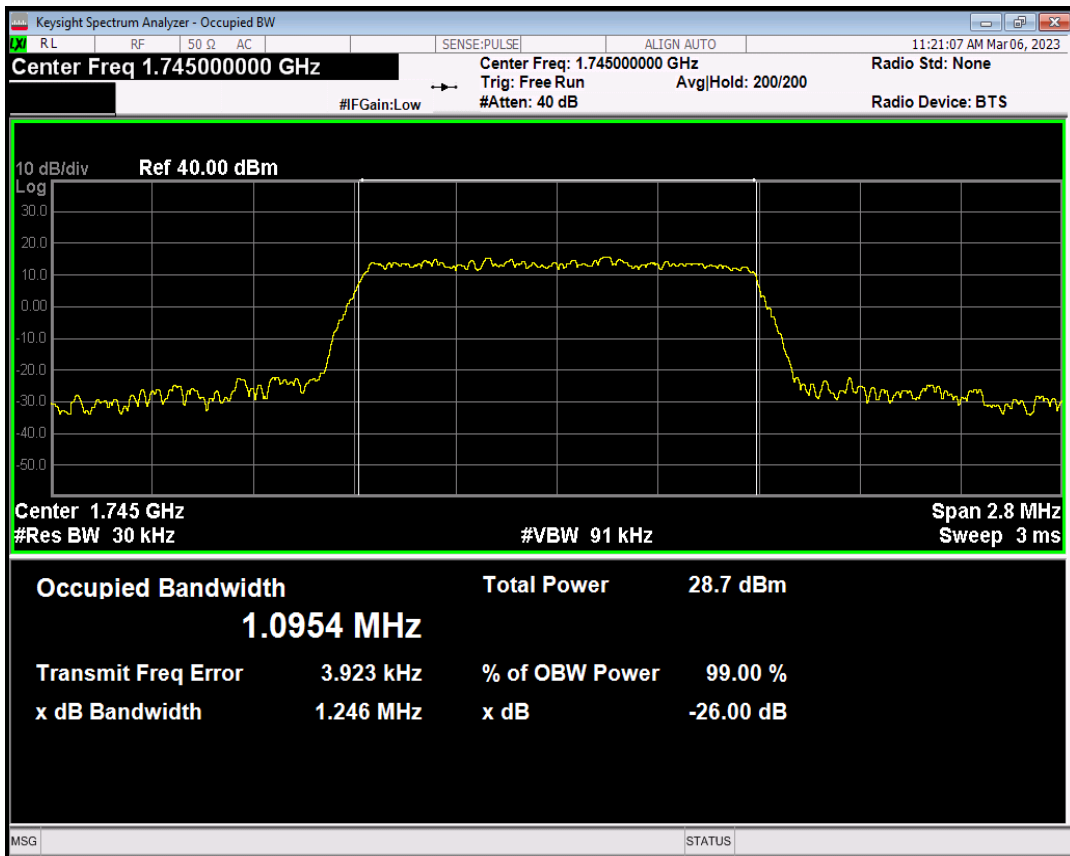 Keysight Spectrum Analyzer - Occupied BW
LXI RL RF 50 Ω AC SENSE:PULSE ALIGN AUTO 11:21:07 AM Mar 06, 2023
Center Freq 1.745000000 GHz Center Freq: 1.745000000 GHz Radio Std: None
Trig: Free Run Avg|Hold: 200/200
#IFGain:Low #Atten: 40 dB Radio Device: BTS
10 dB/div Ref 40.00 dBm
Log
30.0
20.0
10.0
0.00
-10.0
-20.0
-30.0
-40.0
-50.0
Center 1.745 GHz Span 2.8 MHz
#Res BW 30 kHz #VBW 91 kHz Sweep 3 ms
Occupied Bandwidth Total Power 28.7 dBm
1.0954 MHz
Transmit Freq Error 3.923 kHz % of OBW Power 99.00 %
x dB Bandwidth 1.246 MHz x dB -26.00 dB
MSG STATUS